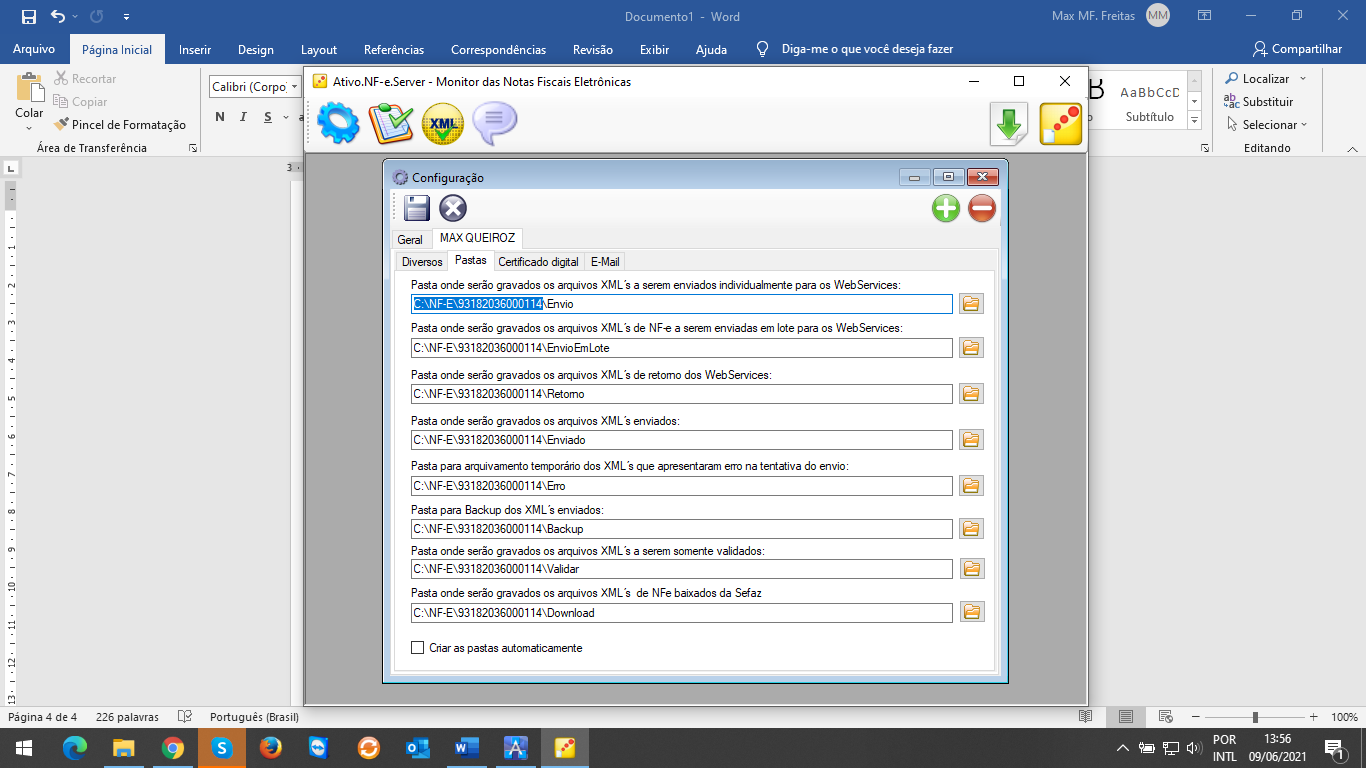 Documento1 - Word
Max MF. Freitas
MM
Arquivo
Página Inicial
Inserir
Design
Layout
Referências
Correspondências
Revisão
Exibir
Ajuda
Diga-me o que você deseja fazer
Compartilhar
Colar
Recortar
Copiar
Pincel de Formatação
Área de Transferência
Calibri (Corpo)
N I S
AaBbCcD
Subtítulo
Localizar
Substituir
Selecionar
Editando
Ativo.NF-e.Server - Monitor das Notas Fiscais Eletrônicas
XML
Configuração
Geral
MAX QUEIROZ
Diversos
Pastas
Certificado digital
E-Mail
Pasta onde serão gravados os arquivos XML´s a serem enviados individualmente para os WebServices:
C:\NF-E\93182036000114\Envio
Pasta onde serão gravados os arquivos XML´s de NF-e a serem enviadas em lote para os WebServices:
C:\NF-E\93182036000114\EnvioEmLote
Pasta onde serão gravados os arquivos XML´s de retorno dos WebServices:
C:\NF-E\93182036000114\Retorno
Pasta onde serão gravados os arquivos XML´s enviados:
C:\NF-E\93182036000114\Enviado
Pasta para arquivamento temporário dos XML´s que apresentaram erro na tentativa do envio:
C:\NF-E\93182036000114\Erro
Pasta para Backup dos XML´s enviados:
C:\NF-E\93182036000114\Backup
Pasta onde serão gravados os arquivos XML´s a serem somente validados:
C:\NF-E\93182036000114\Validar
Pasta onde serão gravados os arquivos XML´s de NFe baixados da Sefaz
C:\NF-E\93182036000114\Download
Criar as pastas automaticamente
Página 4 de 4
226 palavras
Português (Brasil)
100%
POR
INTL
13:56
09/06/2021
1